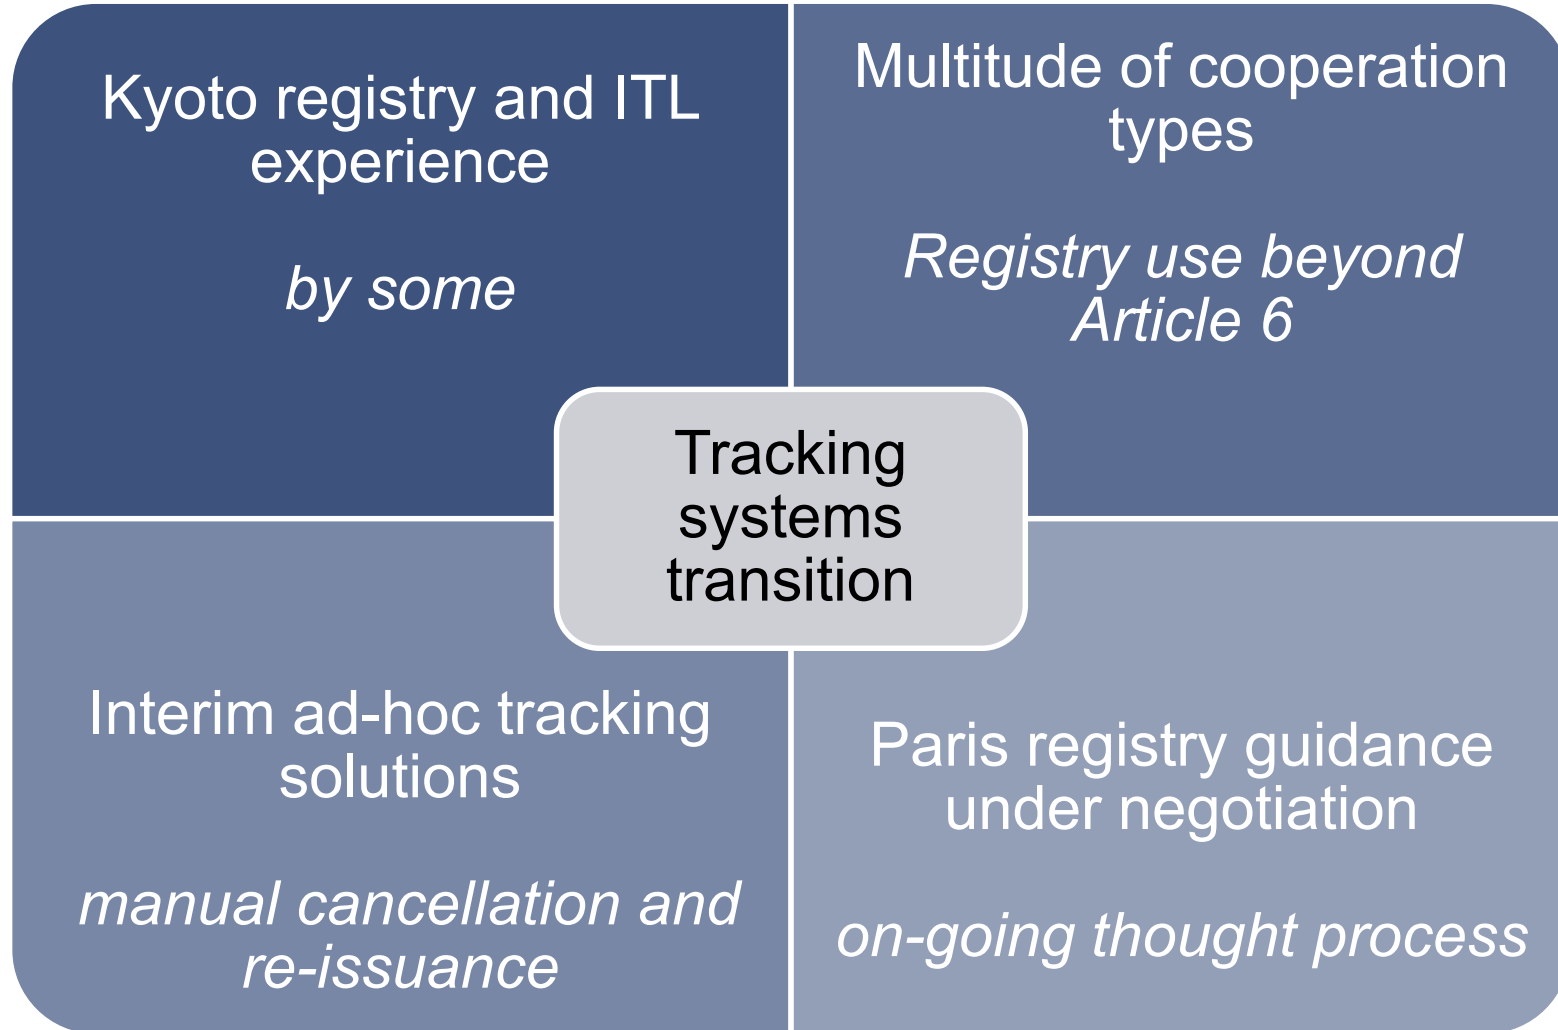 Kyoto registry and ITL
experience
by some
Multitude of cooperation
types
Registry use beyond
Article 6
Tracking
systems
transition
Interim ad-hoc tracking
solutions
manual cancellation and
re-issuance
Paris registry guidance
under negotiation
on-going thought process